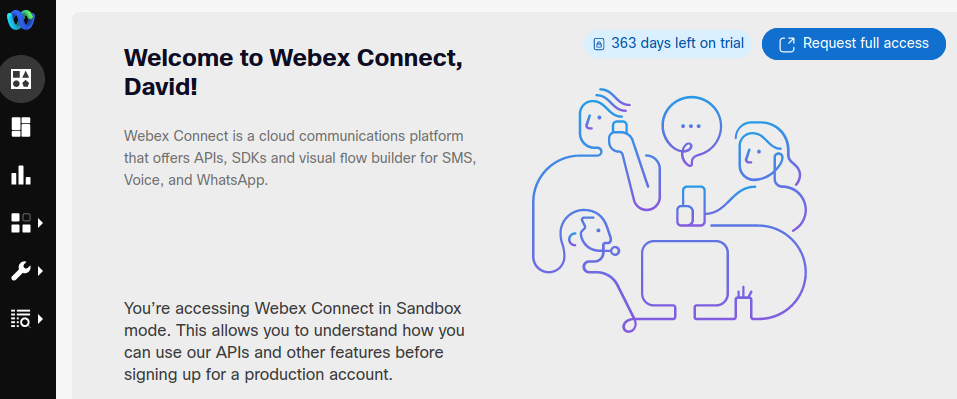 Welcome to Webex Connect,
David!
363 days left on trial
Request full access
Webex Connect is a cloud communications platform
that offers APIs, SDKs and visual flow builder for SMS,
Voice, and WhatsApp.
You’re accessing Webex Connect in Sandbox
mode. This allows you to understand how you
can use our APIs and other features before
signing up for a production account.